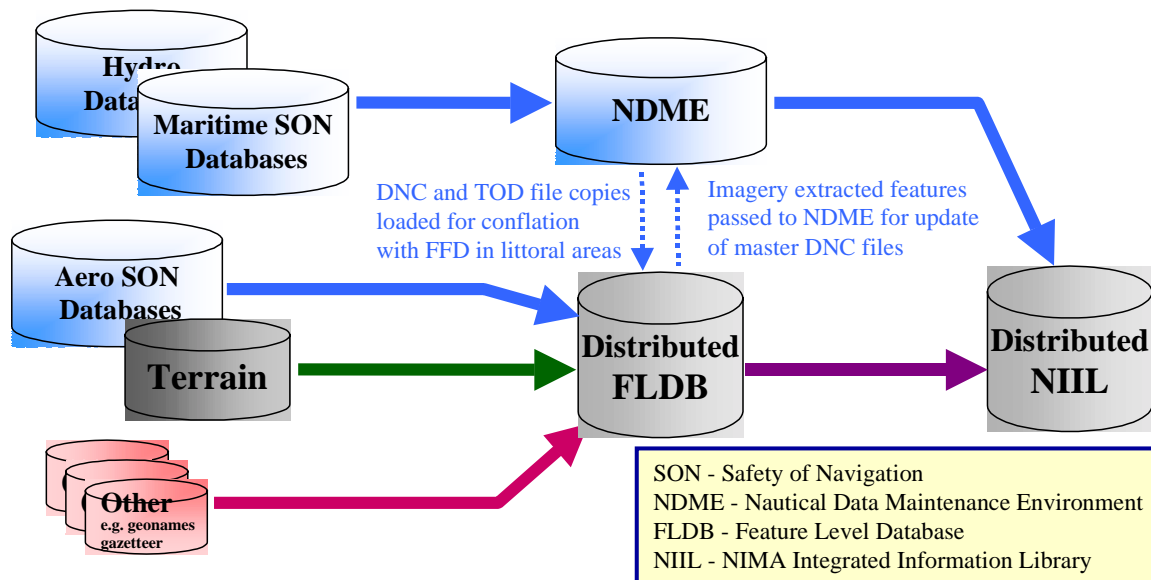 Hydro
Maritime SON
Databases
NDME
DNC and TOD file copies
loaded for conflation
with FFD in littoral areas
Imagery extracted features
passed to NDME for update
of master DNC files
Aero SON
Databases
Terrain
Distributed
FLDB
Distributed
NIIL
Other
e.g. geonames
gazetteer
SON - Safety of Navigation
NDME - Nautical Data Maintenance Environment
FLDB - Feature Level Database
NIIL - NIMA Integrated Information Library